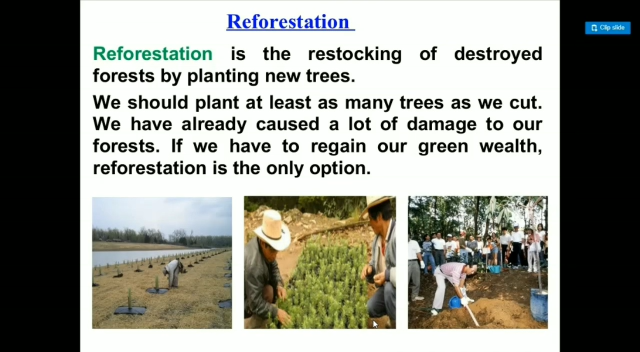 Reforestation
Reforestation is the restocking of destroyed
forests by planting new trees.
We should plant at least as many trees as we cut.
We have already caused a lot of damage to our
forests. If we have to regain our green wealth,
reforestation is the only option.
Clip slide